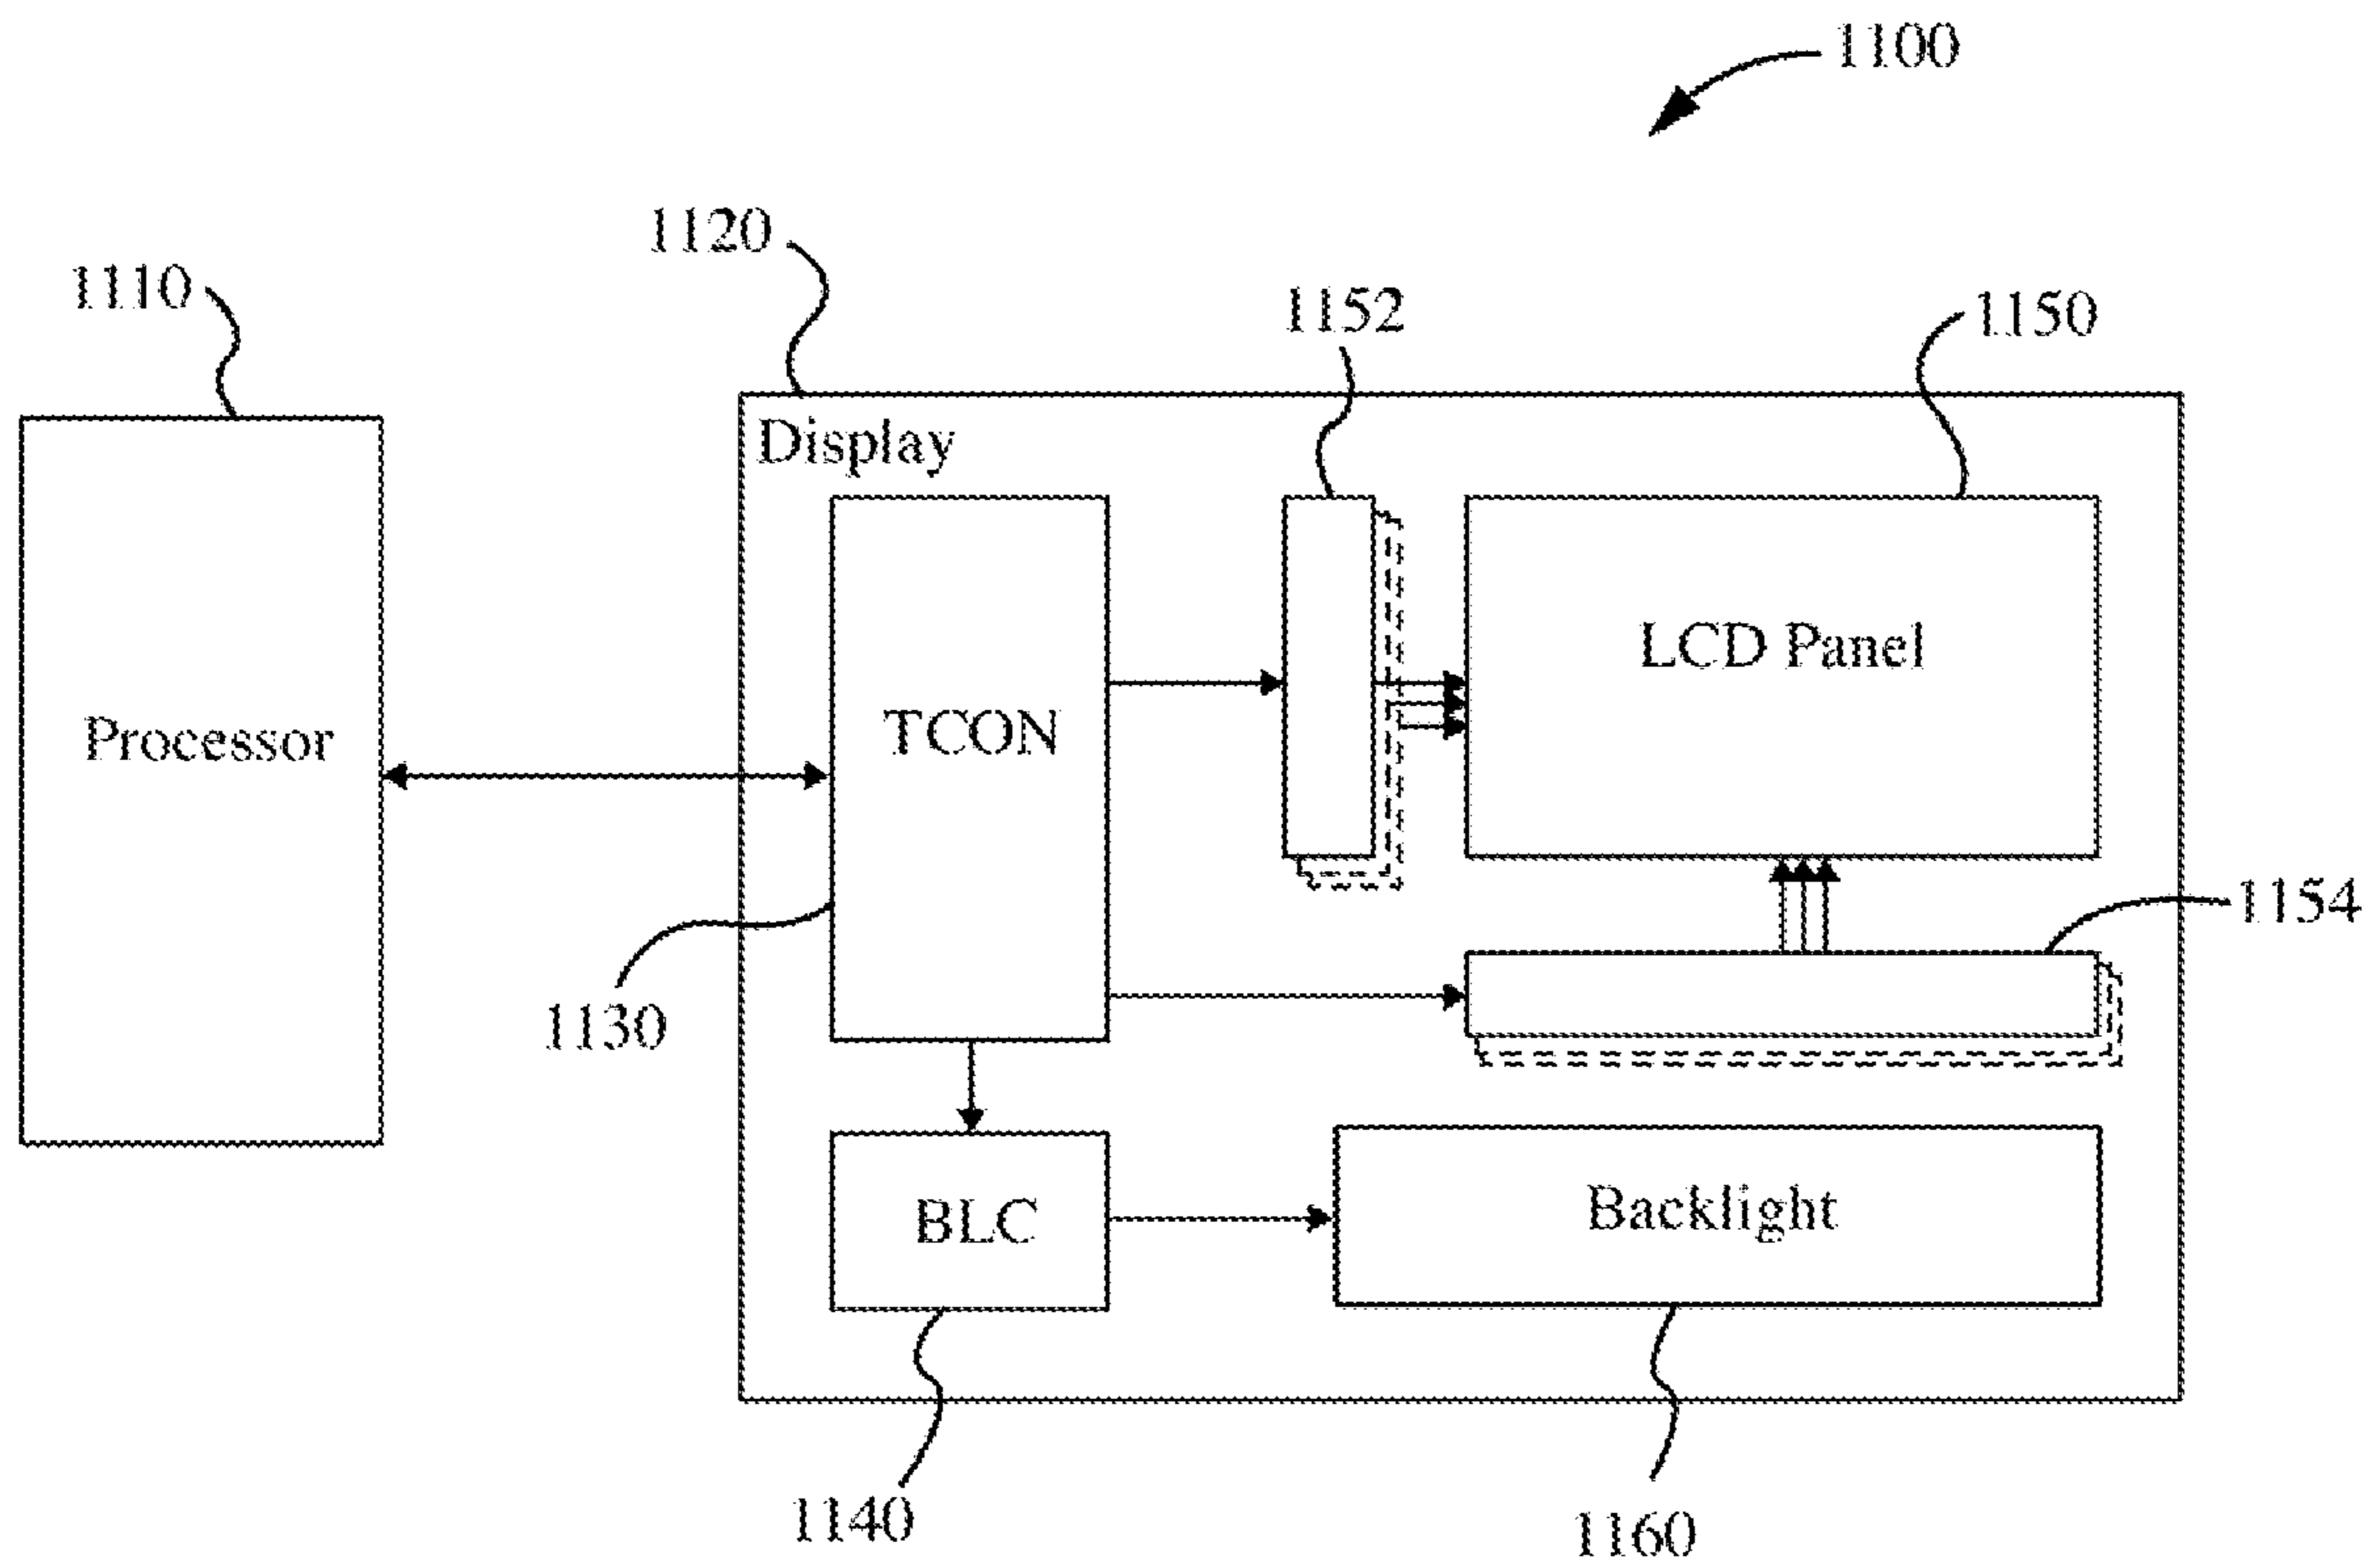 1100
1120
1110
1152
1150
Display
LCD Panel
TCON
Processor
1154
1130
Backlight
BLC
1140
1160